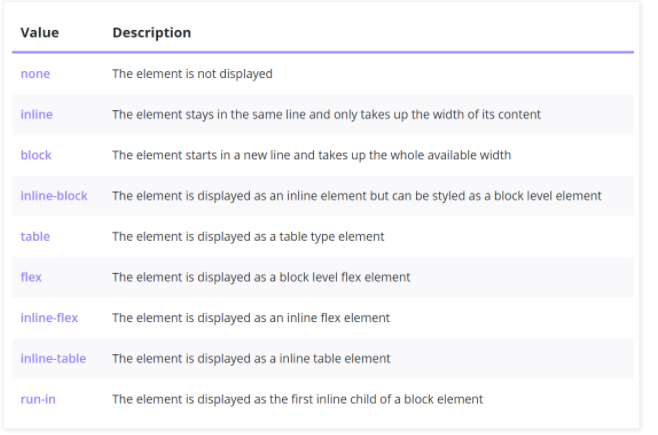 Value Description
none The element is not displayed
inline The element stays in the same line and only takes up the width of its content
block The element starts in a new line and takes up the whole available width
inline-block The element is displayed as an inline element but can be styled as a block level element
table The element is displayed as a table type element
flex The element is displayed as a block level flex element
inline-flex The element is displayed as an inline flex element
inline-table The element is displayed as a inline table element
run-in The element is displayed as the first inline child of a block element